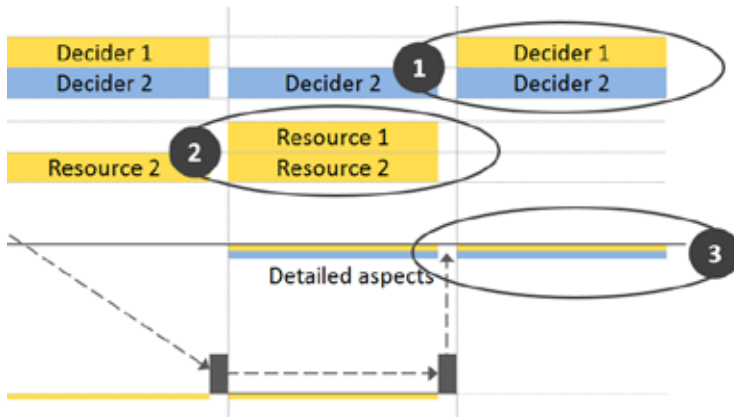 Decider 1
Decider 1
1
Decider 2
Decider 2
Decider 2
Resource 1
2
Resource 2
Resource 2
3
Detailed aspects